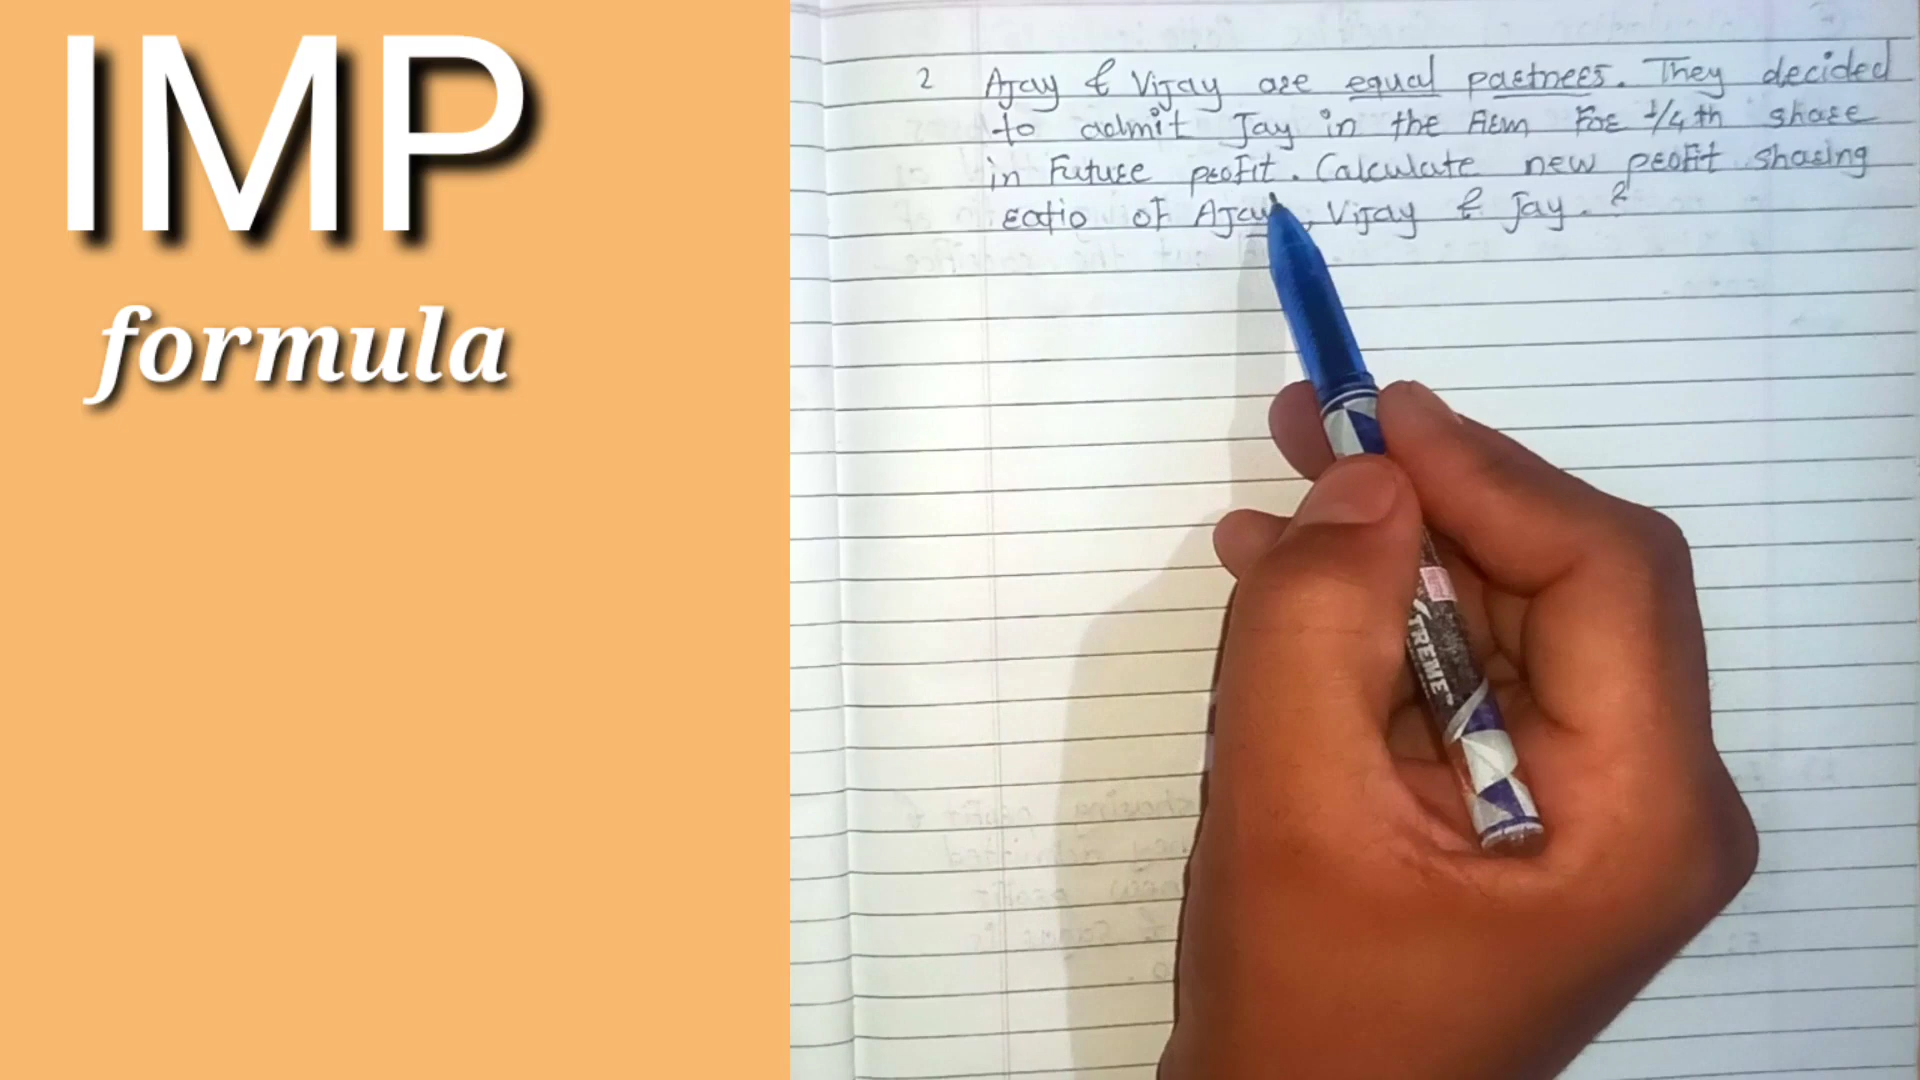 IMP
formula
2 Ajay & Vijay are equal partners. They decided
to admit Jay in the firm for 1/4th share
in Future profit. Calculate new profit sharing
ratio of Ajay, Vijay & Jay. ?
XTREME